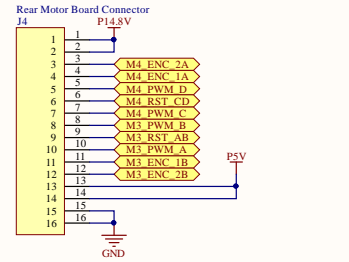 Rear Motor Board Connector
J4 P14.8V
1 1
2 2
3 3 M4_ENC_2A
4 4 M4_ENC_1A
5 5 M4_PWM_D
6 6 M4_RST_CD
7 7 M4_PWM_C
8 8 M3_PWM_B
9 9 M3_RST_AB
10 10 M3_PWM_A
11 11 M3_ENC_1B P5V
12 12 M3_ENC_2B
13 13
14 14
15 15
16 16
GND